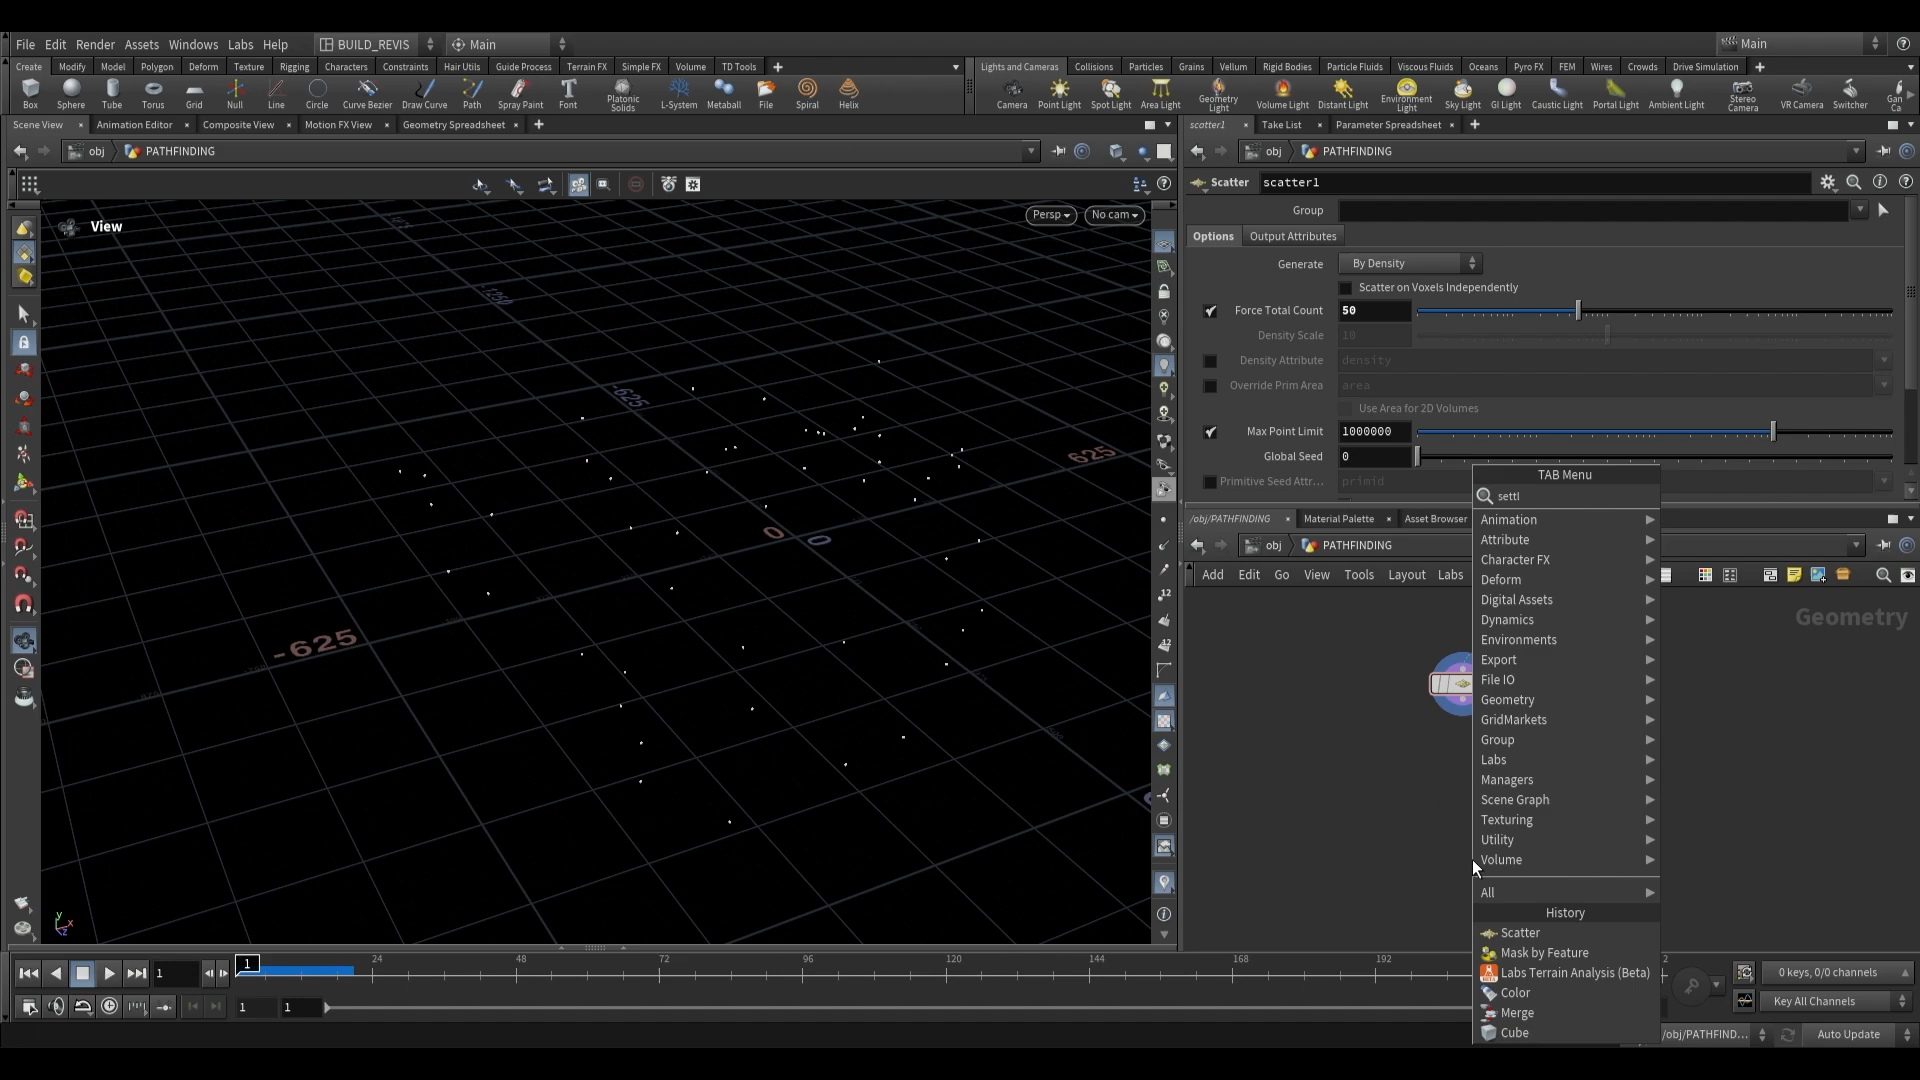 File Edit Render Assets Windows Labs Help BUILD_REVIS Main Main
Create Modify Model Polygon Deform Texture Rigging Characters Constraints Hair Utils Guide Process Terrain FX Simple FX Volume TD Tools
Lights and Cameras Collisions Particles Grains Vellum Rigid Bodies Particle Fluids Viscous Fluids Oceans Pyro FX FEM Wires Crowds Drive Simulation
Box Sphere Tube Torus Grid Null Line Circle Curve Bezier Draw Curve Path Spray Paint Font Platonic Solids L-System Metaball File Spiral Helix
Camera Point Light Spot Light Area Light Geometry Light Volume Light Distant Light Environment Light Sky Light GI Light Caustic Light Portal Light Ambient Light Stereo Camera VR Camera Switcher Gan Ca
Scene View Animation Editor Composite View Motion FX View Geometry Spreadsheet
scatter1 Take List Parameter Spreadsheet
obj PATHFINDING
obj PATHFINDING
Scatter scatter1
View
Persp No cam
Group
Options Output Attributes
Generate By Density
Scatter on Voxels Independently
Force Total Count 50
Density Scale 10
Density Attribute density
Override Prim Area area
Use Area for 2D Volumes
Max Point Limit 1000000
Global Seed 0
Primitive Seed Attr... primid
-1250
-625
625
0 0
-625
TAB Menu
settl
Animation
Attribute
Character FX
Deform
Digital Assets
Dynamics
Environments
Export
File IO
Geometry
GridMarkets
Group
Labs
Managers
Scene Graph
Texturing
Utility
Volume
All
History
Scatter
Mask by Feature
Labs Terrain Analysis (Beta)
Color
Merge
Cube
/obj/PATHFINDING Material Palette Asset Browser
obj PATHFINDING
Add Edit Go View Tools Layout Labs
Geometry
12
12
y
x
z
1 1 24 48 72 96 120 144 168 192 2
0 keys, 0/0 channels
1 1
Key All Channels
/obj/PATHFIND... Auto Update